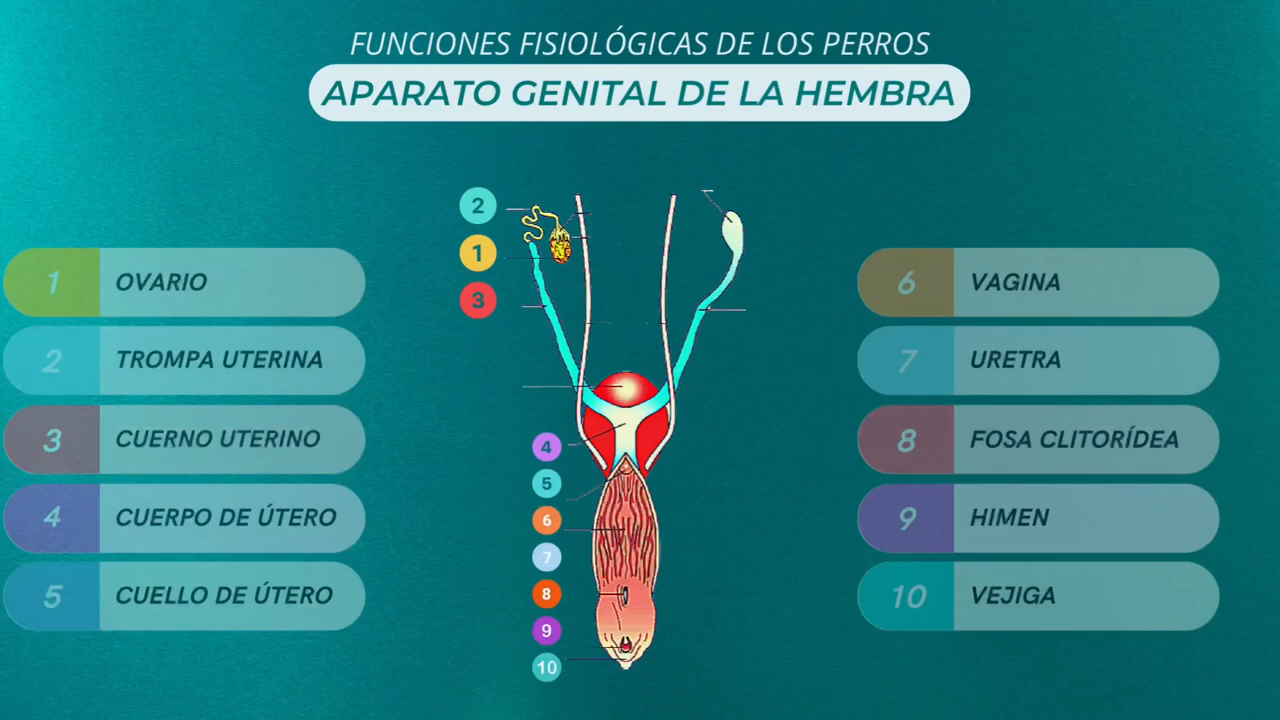 FUNCIONES FISIOLÓGICAS DE LOS PERROS
APARATO GENITAL DE LA HEMBRA
1 OVARIO
2 TROMPA UTERINA
3 CUERNO UTERINO
4 CUERPO DE ÚTERO
5 CUELLO DE ÚTERO
2
1
3
4
5
6
7
8
9
10
6 VAGINA
7 URETRA
8 FOSA CLITORÍDEA
9 HIMEN
10 VEJIGA